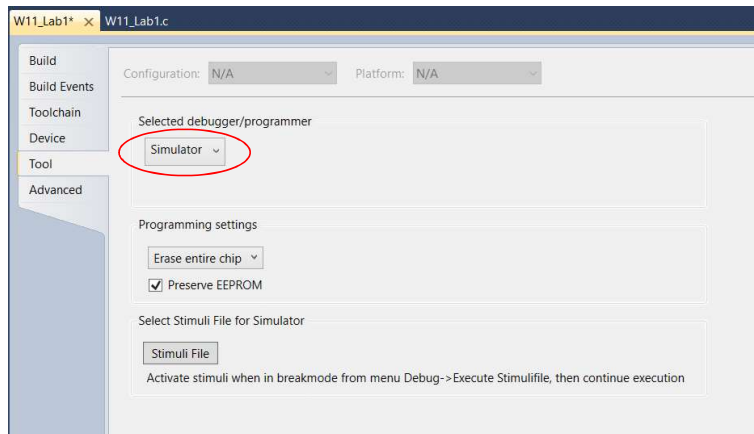 W11_Lab1* × W11_Lab1.c
Build
Build Events
Toolchain
Device
Tool
Advanced
Configuration: N/A Platform: N/A
Selected debugger/programmer
Simulator
Programming settings
Erase entire chip
Preserve EEPROM
Select Stimuli File for Simulator
Stimuli File
Activate stimuli when in breakmode from menu Debug->Execute Stimulifile, then continue execution